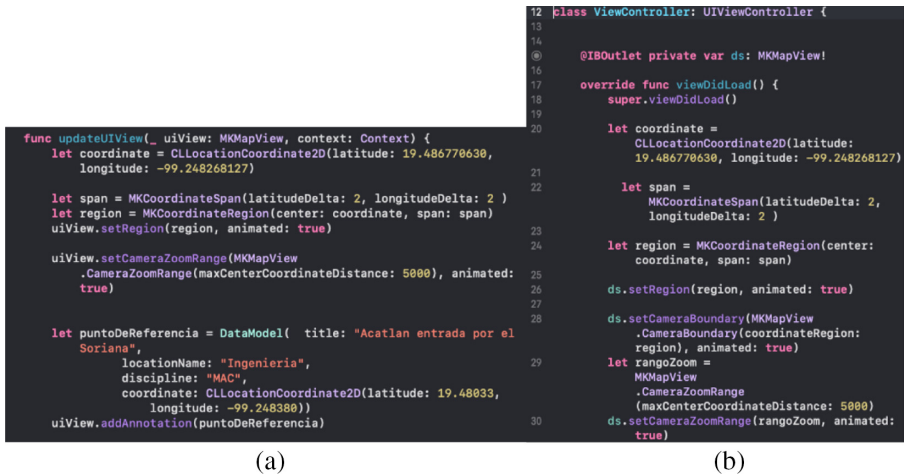 func updateUIView(_ uiView: MKMapView, context: Context) {
let coordinate = CLLocationCoordinate2D(latitude: 19.486770630,
longitude: -99.248268127)
let span = MKCoordinateSpan(latitudeDelta: 2, longitudeDelta: 2 )
let region = MKCoordinateRegion(center: coordinate, span: span)
uiView.setRegion(region, animated: true)
uiView.setCameraZoomRange(MKMapView
.CameraZoomRange(maxCenterCoordinateDistance: 5000), animated:
true)
let puntoDeReferencia = DataModel( title: "Acatlan entrada por el
Soriana",
locationName: "Ingenieria",
discipline: "MAC",
coordinate: CLLocationCoordinate2D(latitude: 19.48033,
longitude: -99.248380))
uiView.addAnnotation(puntoDeReferencia)
(a)
12 class ViewController: UIViewController {
13
14
@IBOutlet private var ds: MKMapView!
16
17 override func viewDidLoad() {
18 super.viewDidLoad()
19
20 let coordinate =
CLLocationCoordinate2D(latitude:
19.486770630, longitude: -99.248268127)
21
22 let span =
MKCoordinateSpan(latitudeDelta: 2,
longitudeDelta: 2 )
23
24 let region = MKCoordinateRegion(center:
coordinate, span: span)
25
26 ds.setRegion(region, animated: true)
27
28 ds.setCameraBoundary(MKMapView
.CameraBoundary(coordinateRegion:
region), animated: true)
29 let rangoZoom =
MKMapView
.CameraZoomRange
(maxCenterCoordinateDistance: 5000)
30 ds.setCameraZoomRange(rangoZoom, animated:
true)
(b)